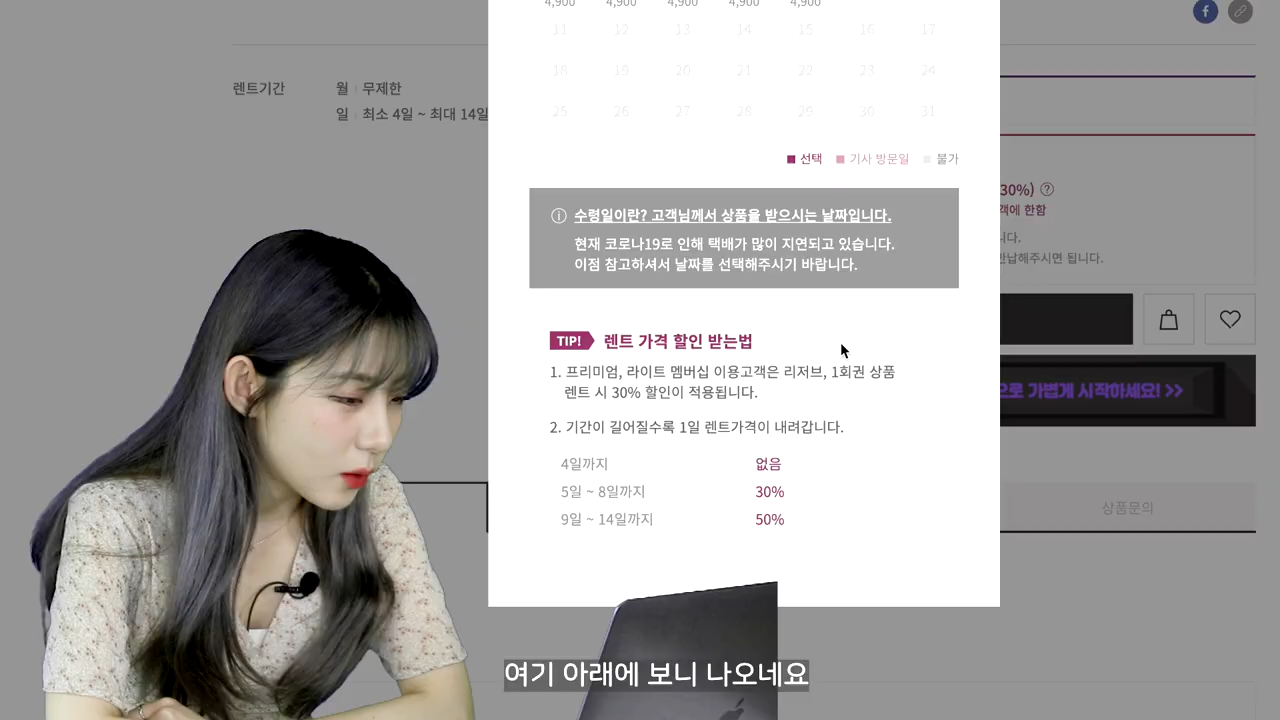 4,900 4,900 4,900 4,900 4,900
11 12 13 14 15 16 17
18 19 20 21 22 23 24
25 26 27 28 29 30 31
선택 기사 방문일 불가
렌트기간 월 무제한
일 최소 4일 ~ 최대 14일
수령일이란? 고객님께서 상품을 받으시는 날짜입니다.
현재 코로나19로 인해 택배가 많이 지연되고 있습니다.
이점 참고하셔서 날짜를 선택해주시기 바랍니다.
TIP! 렌트 가격 할인 받는법
1. 프리미엄, 라이트 멤버십 이용고객은 리저브, 1회권 상품
렌트 시 30% 할인이 적용됩니다.
2. 기간이 길어질수록 1일 렌트가격이 내려갑니다.
4일까지 없음
5일 ~ 8일까지 30%
9일 ~ 14일까지 50%
30%) ?
객에 한함
니다.
반납해주시면 됩니다.
으로 가볍게 시작하세요! >>
상품문의
여기 아래에 보니 나오네요